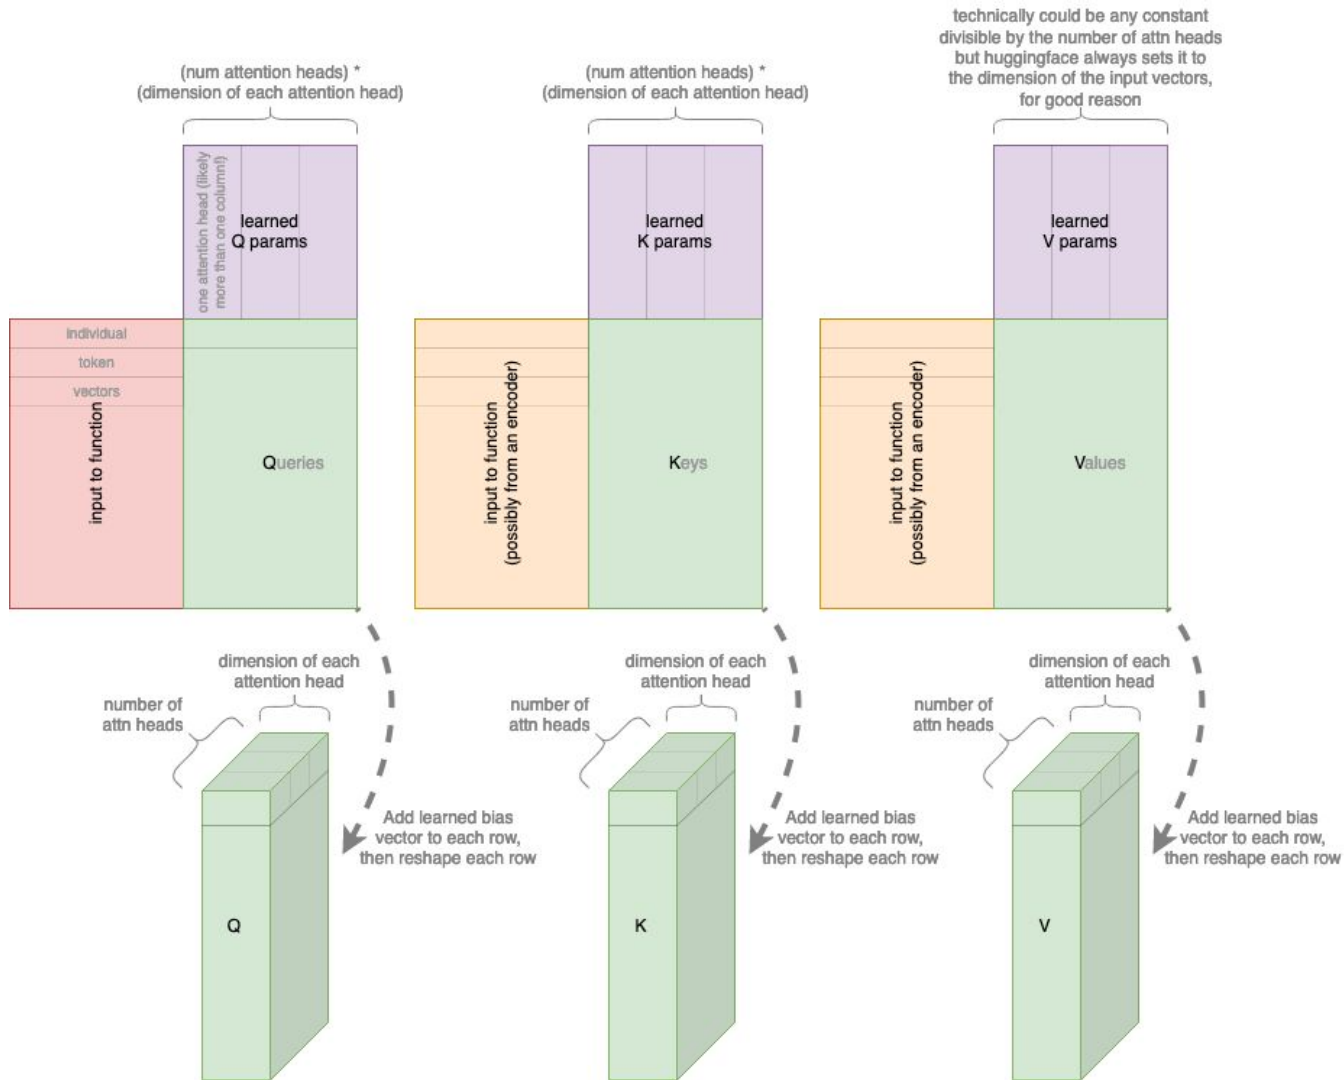 technically could be any constant
divisible by the number of attn heads
but huggingface always sets it to
the dimension of the input vectors,
for good reason
(num attention heads) *
(dimension of each attention head)
(num attention heads) *
(dimension of each attention head)
one attention head (likely
more than one column!)
learned
Q params
learned
K params
learned
V params
individual
token
vectors
input to function
Queries
input to function
(possibly from an encoder)
Keys
input to function
(possibly from an encoder)
Values
dimension of each
attention head
number of
attn heads
dimension of each
attention head
number of
attn heads
dimension of each
attention head
number of
attn heads
Add learned bias
vector to each row,
then reshape each row
Add learned bias
vector to each row,
then reshape each row
Add learned bias
vector to each row,
then reshape each row
Q
K
V